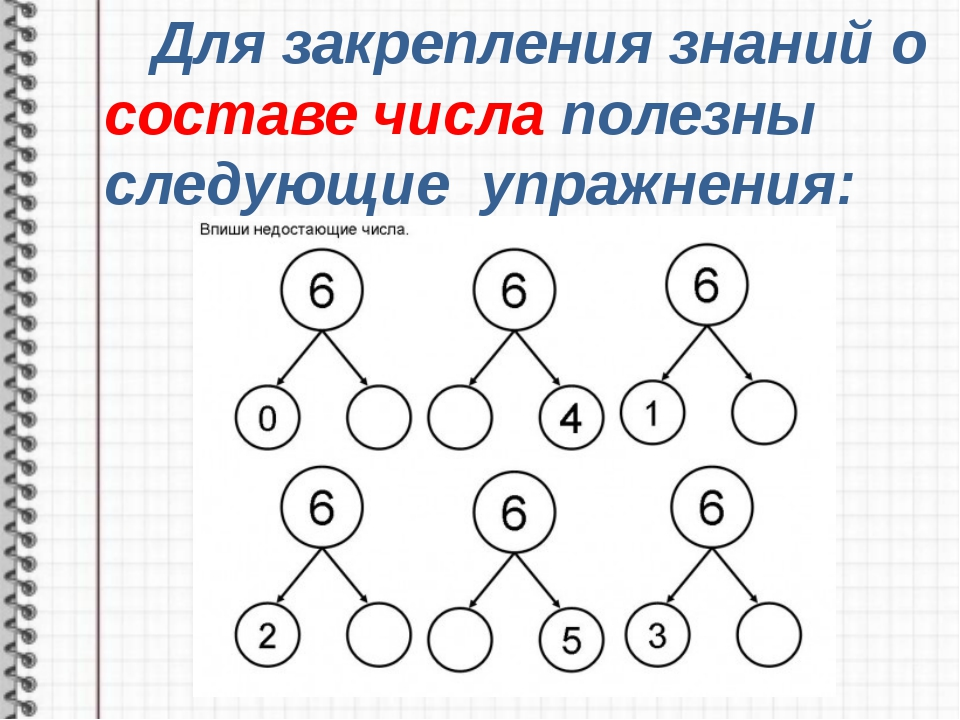 Для закрепления знаний о
составе числа полезны
следующие упражнения:
Впиши недостающие числа.
6 6 6
0 4 1
6 6 6
2 5 3